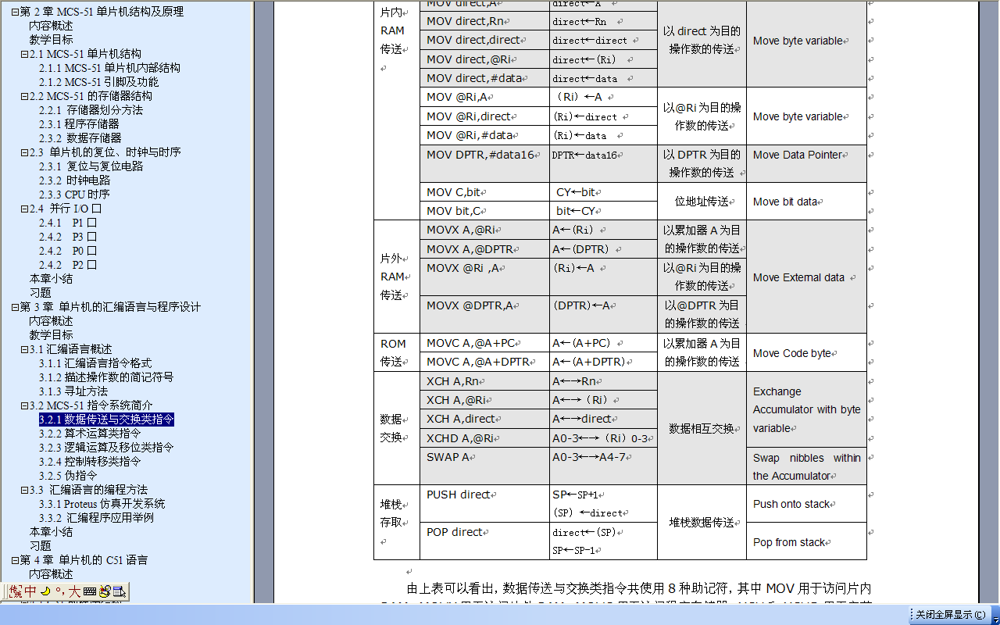 第 2 章 MCS-51 单片机结构及原理
内容概述
教学目标
2.1 MCS-51 单片机结构
2.1.1 MCS-51 单片机内部结构
2.1.2 MCS-51 引脚及功能
2.2 MCS-51 的存储器结构
2.2.1 存储器划分方法
2.3.1 程序存储器
2.3.2 数据存储器
2.3 单片机的复位、时钟与时序
2.3.1 复位与复位电路
2.3.2 时钟电路
2.3.3 CPU 时序
2.4 并行 I/O 口
2.4.1 P1 口
2.4.2 P3 口
2.4.2 P0 口
2.4.2 P2 口
本章小结
习题
第 3 章 单片机的汇编语言与程序设计
内容概述
教学目标
3.1 汇编语言概述
3.1.1 汇编语言指令格式
3.1.2 描述操作数的简记符号
3.1.3 寻址方法
3.2 MCS-51 指令系统简介
3.2.1 数据传送与交换类指令
3.2.2 算术运算类指令
3.2.3 逻辑运算及移位类指令
3.2.4 控制转移类指令
3.2.5 伪指令
3.3 汇编语言的编程方法
3.3.1 Proteus 仿真开发系统
3.3.2 汇编程序应用举例
本章小结
习题
第 4 章 单片机的 C51 语言
内容概述
中 大
片内
RAM
传送
MOV direct,A direct←A
MOV direct,Rn direct←Rn
MOV direct,direct direct←direct
MOV direct,@Ri direct←(Ri)
MOV direct,#data direct←data
以 direct 为目的
操作数的传送
Move byte variable
MOV @Ri,A （Ri）←A
MOV @Ri,direct (Ri)←direct
MOV @Ri,#data (Ri)←data
以@Ri 为目的操
作数的传送
Move byte variable
MOV DPTR,#data16 DPTR←data16
以 DPTR 为目的
操作数的传送
Move Data Pointer
MOV C,bit CY←bit
MOV bit,C bit←CY
位地址传送
Move bit data
片外
RAM
传送
MOVX A,@Ri A←(Ri)
MOVX A,@DPTR A←(DPTR)
以累加器 A 为目
的操作数的传送
MOVX @Ri ,A (Ri)←A
以@Ri 为目的操
作数的传送
MOVX @DPTR,A (DPTR)←A
以@DPTR 为目
的操作数的传送
Move External data
ROM
传送
MOVC A,@A+PC A←(A+PC)
MOVC A,@A+DPTR A←(A+DPTR)
以累加器 A 为目
的操作数的传送
Move Code byte
数据
交换
XCH A,Rn A←→Rn
XCH A,@Ri A←→（Ri）
XCH A,direct A←→direct
XCHD A,@Ri A0-3←→（Ri）0-3
SWAP A A0-3←→A4-7
数据相互交换
Exchange
Accumulator with byte
variable
Swap nibbles within
the Accumulator
堆栈
存取
PUSH direct SP←SP+1
(SP) ←direct
POP direct direct←(SP)
SP←SP-1
堆栈数据传送
Push onto stack
Pop from stack
由上表可以看出，数据传送与交换类指令共使用 8 种助记符，其中 MOV 用于访问片内
关闭全屏显示(C)